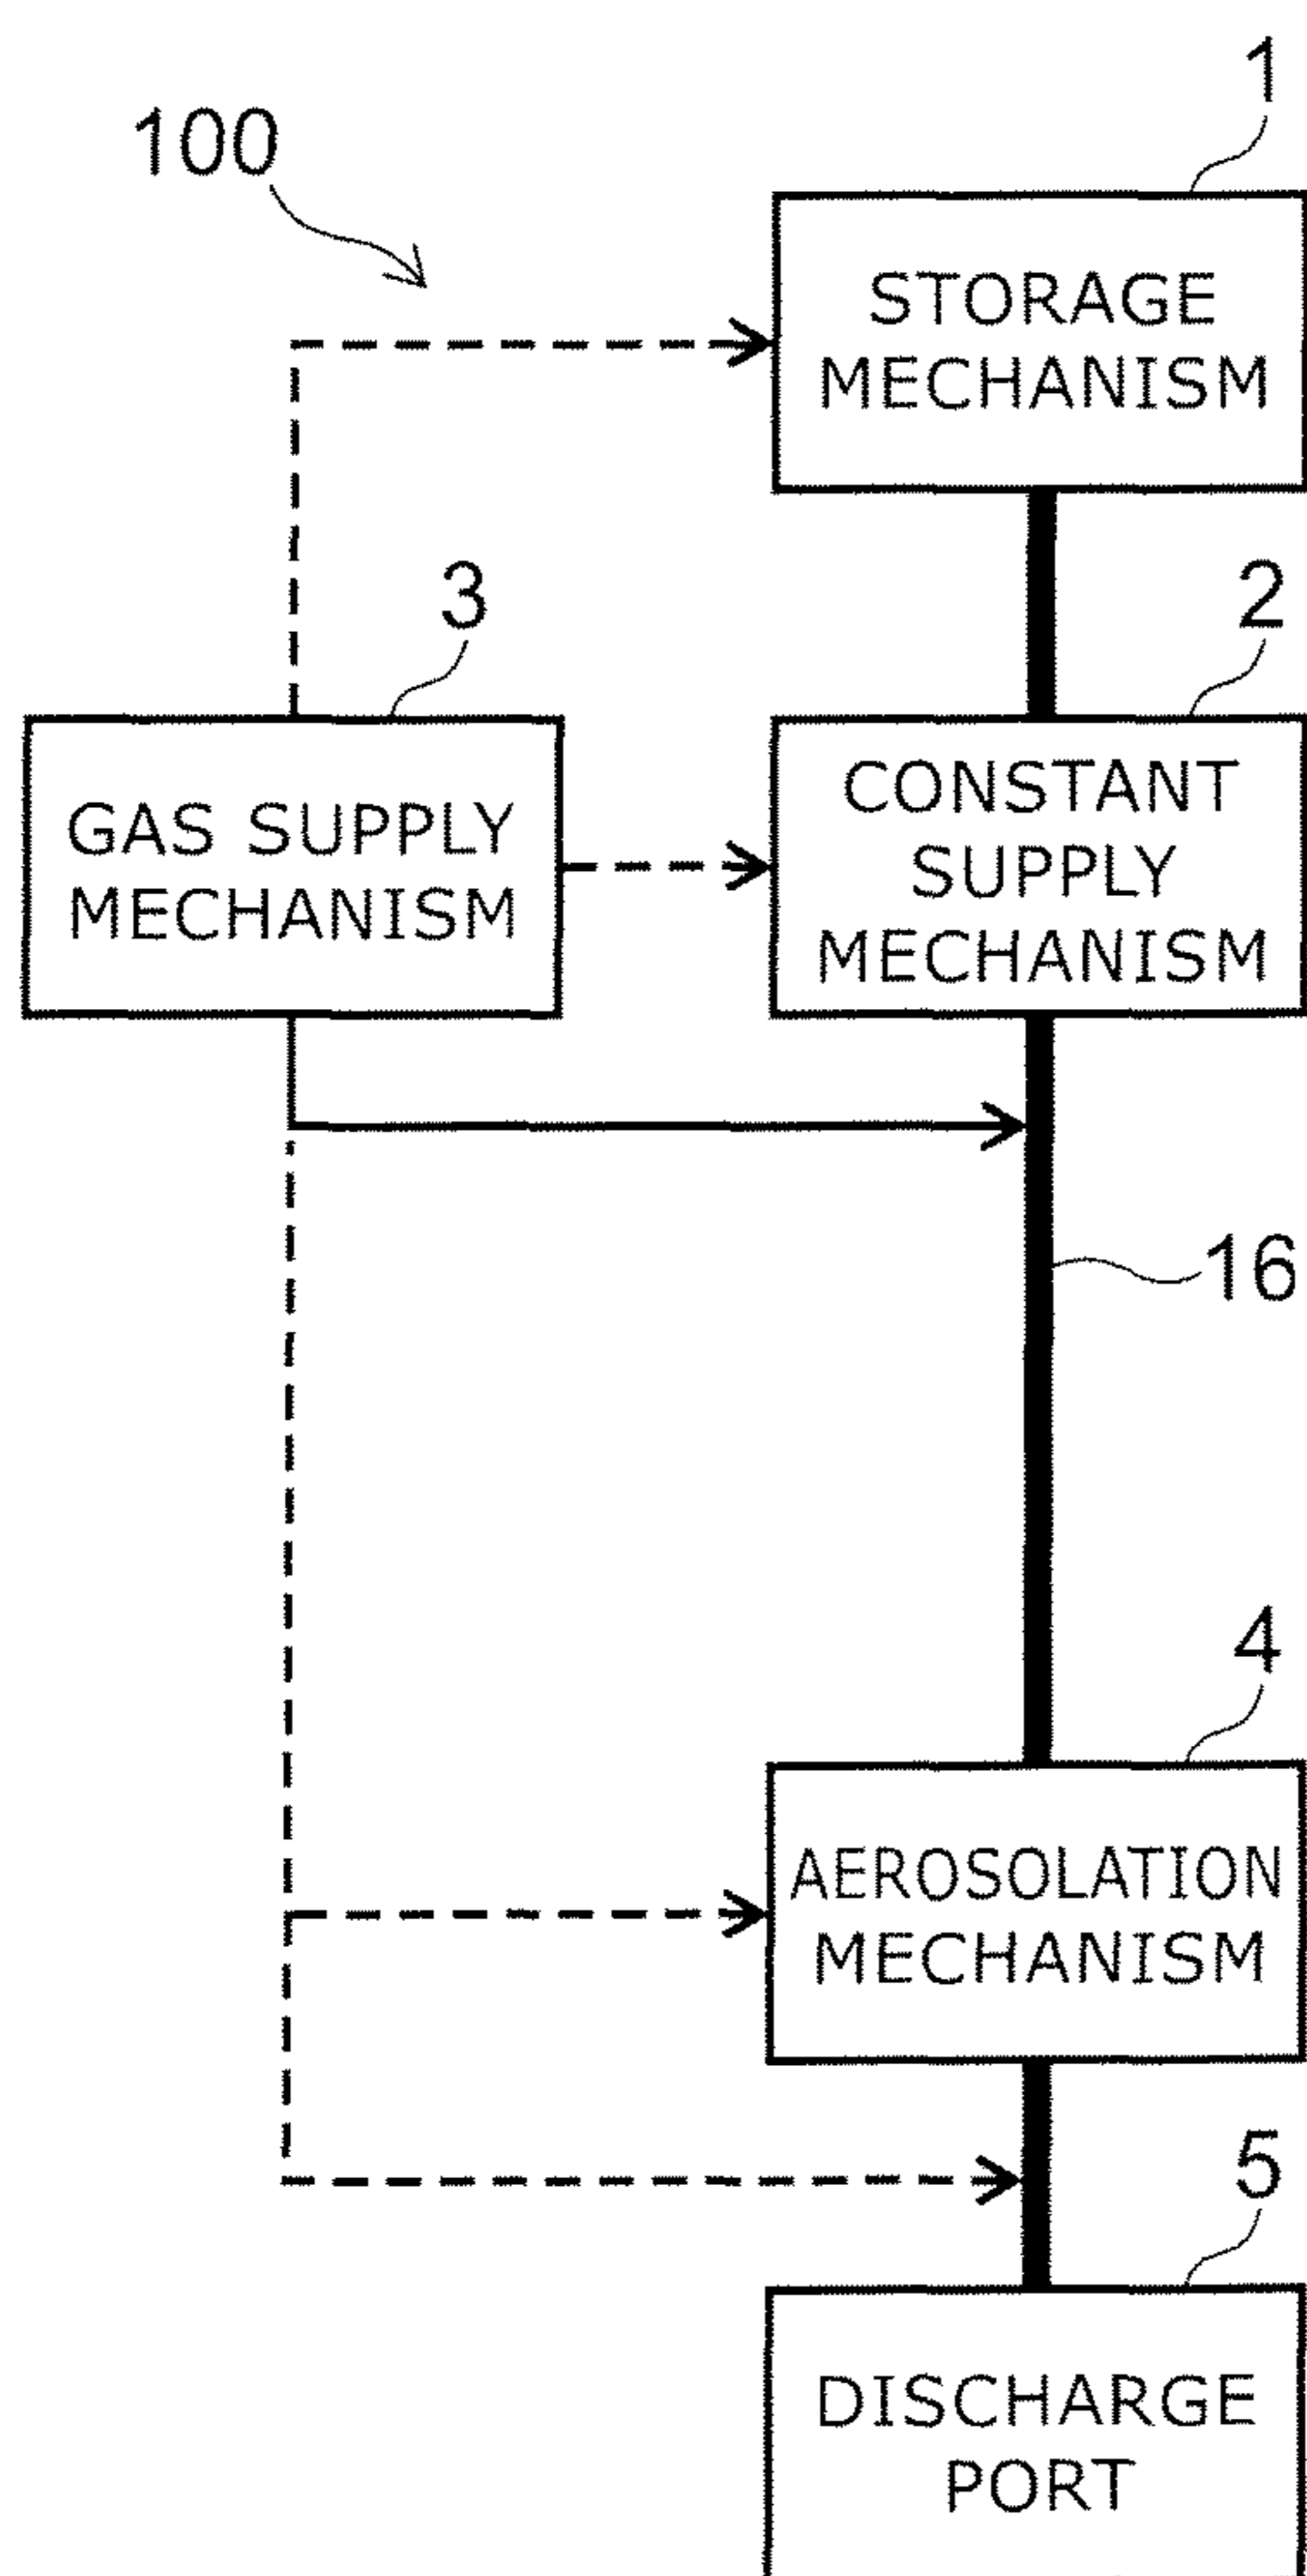 1
100
STORAGE
MECHANISM
3
2
GAS SUPPLY
MECHANISM
CONSTANT
SUPPLY
MECHANISM
16
4
AEROSOLATION
MECHANISM
5
DISCHARGE
PORT